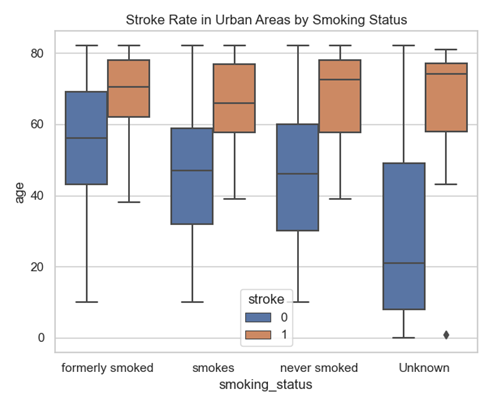 Stroke Rate in Urban Areas by Smoking Status
80
60
40
20
0
age
stroke
0
1
formerly smoked
smokes
never smoked
Unknown
smoking_status